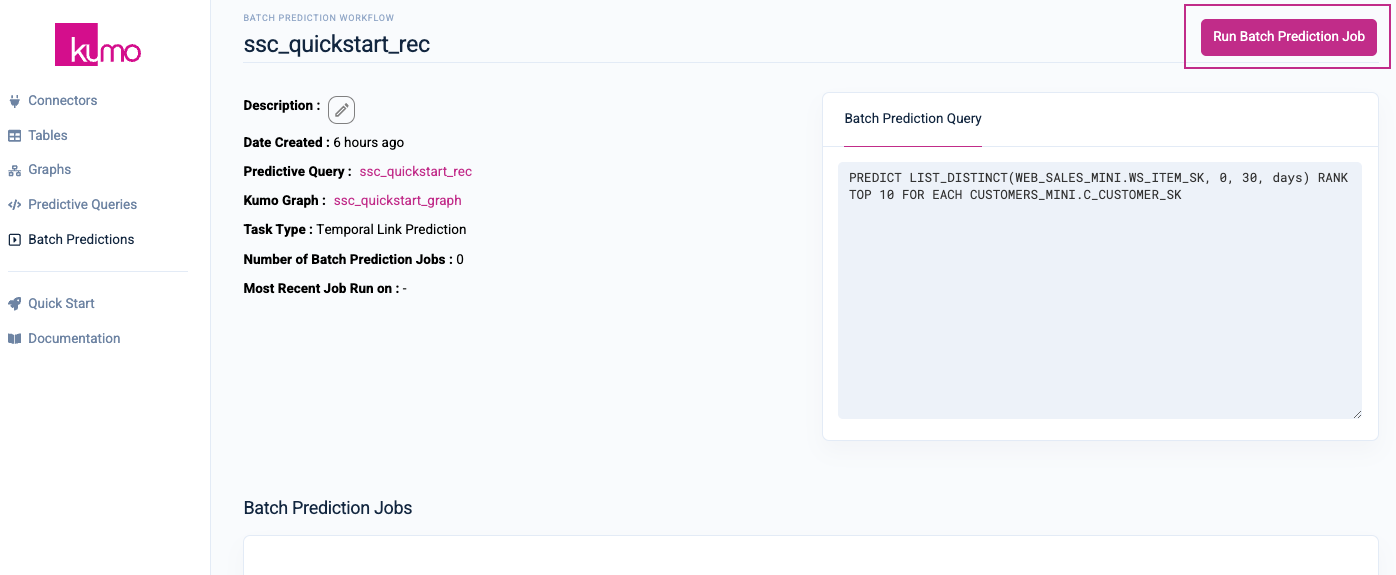 kumo
Connectors
Tables
Graphs
Predictive Queries
Batch Predictions
Quick Start
Documentation
BATCH PREDICTION WORKFLOW
ssc_quickstart_rec
Run Batch Prediction Job
Description :
Date Created : 6 hours ago
Predictive Query : ssc_quickstart_rec
Kumo Graph : ssc_quickstart_graph
Task Type : Temporal Link Prediction
Number of Batch Prediction Jobs : 0
Most Recent Job Run on : -
Batch Prediction Query
PREDICT LIST_DISTINCT(WEB_SALES_MINI.WS_ITEM_SK, 0, 30, days) RANK
TOP 10 FOR EACH CUSTOMERS_MINI.C_CUSTOMER_SK
Batch Prediction Jobs